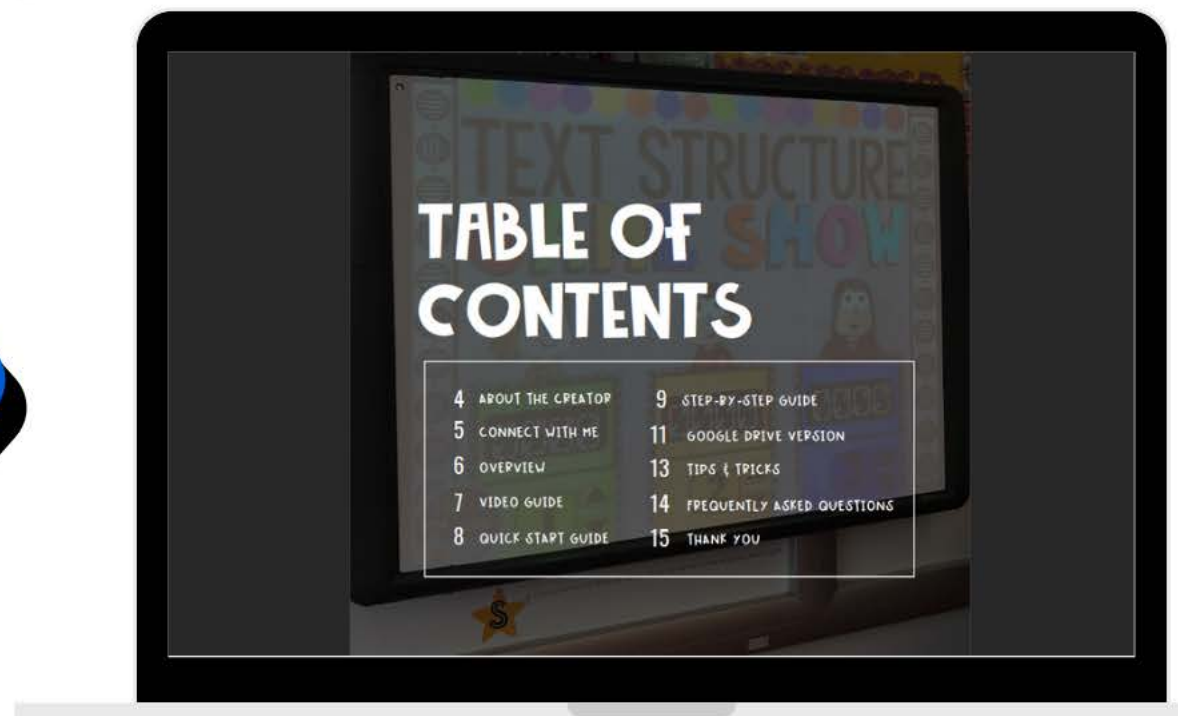 TEXT STRUCTURE
GAME SHOW
TABLE OF
CONTENTS
4 ABOUT THE CREATOR
5 CONNECT WITH ME
6 OVERVIEW
7 VIDEO GUIDE
8 QUICK START GUIDE
9 STEP-BY-STEP GUIDE
11 GOOGLE DRIVE VERSION
13 TIPS & TRICKS
14 FREQUENTLY ASKED QUESTIONS
15 THANK YOU
S